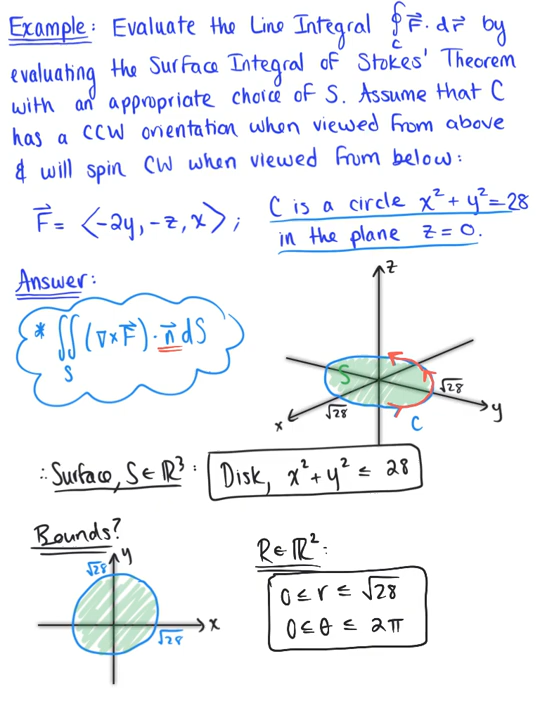 Example: Evaluate the Line Integral ∮_C F⃗ · dr⃗ by
evaluating the Surface Integral of Stokes' Theorem
with an appropriate choice of S. Assume that C
has a CCW orientation when viewed from above
& will spin CW when viewed from below:
F⃗ = ⟨-2y, -z, x⟩; C is a circle x² + y² = 28
in the plane z = 0.
Answer:
* ∬_S (∇×F⃗) · n⃗ dS
z
S
√28
√28
x
C
y
∴ Surface, S ∈ ℝ³: Disk, x² + y² ≤ 28
Bounds?
y
√28
x
√28
R ∈ ℝ²:
0 ≤ r ≤ √28
0 ≤ θ ≤ 2π